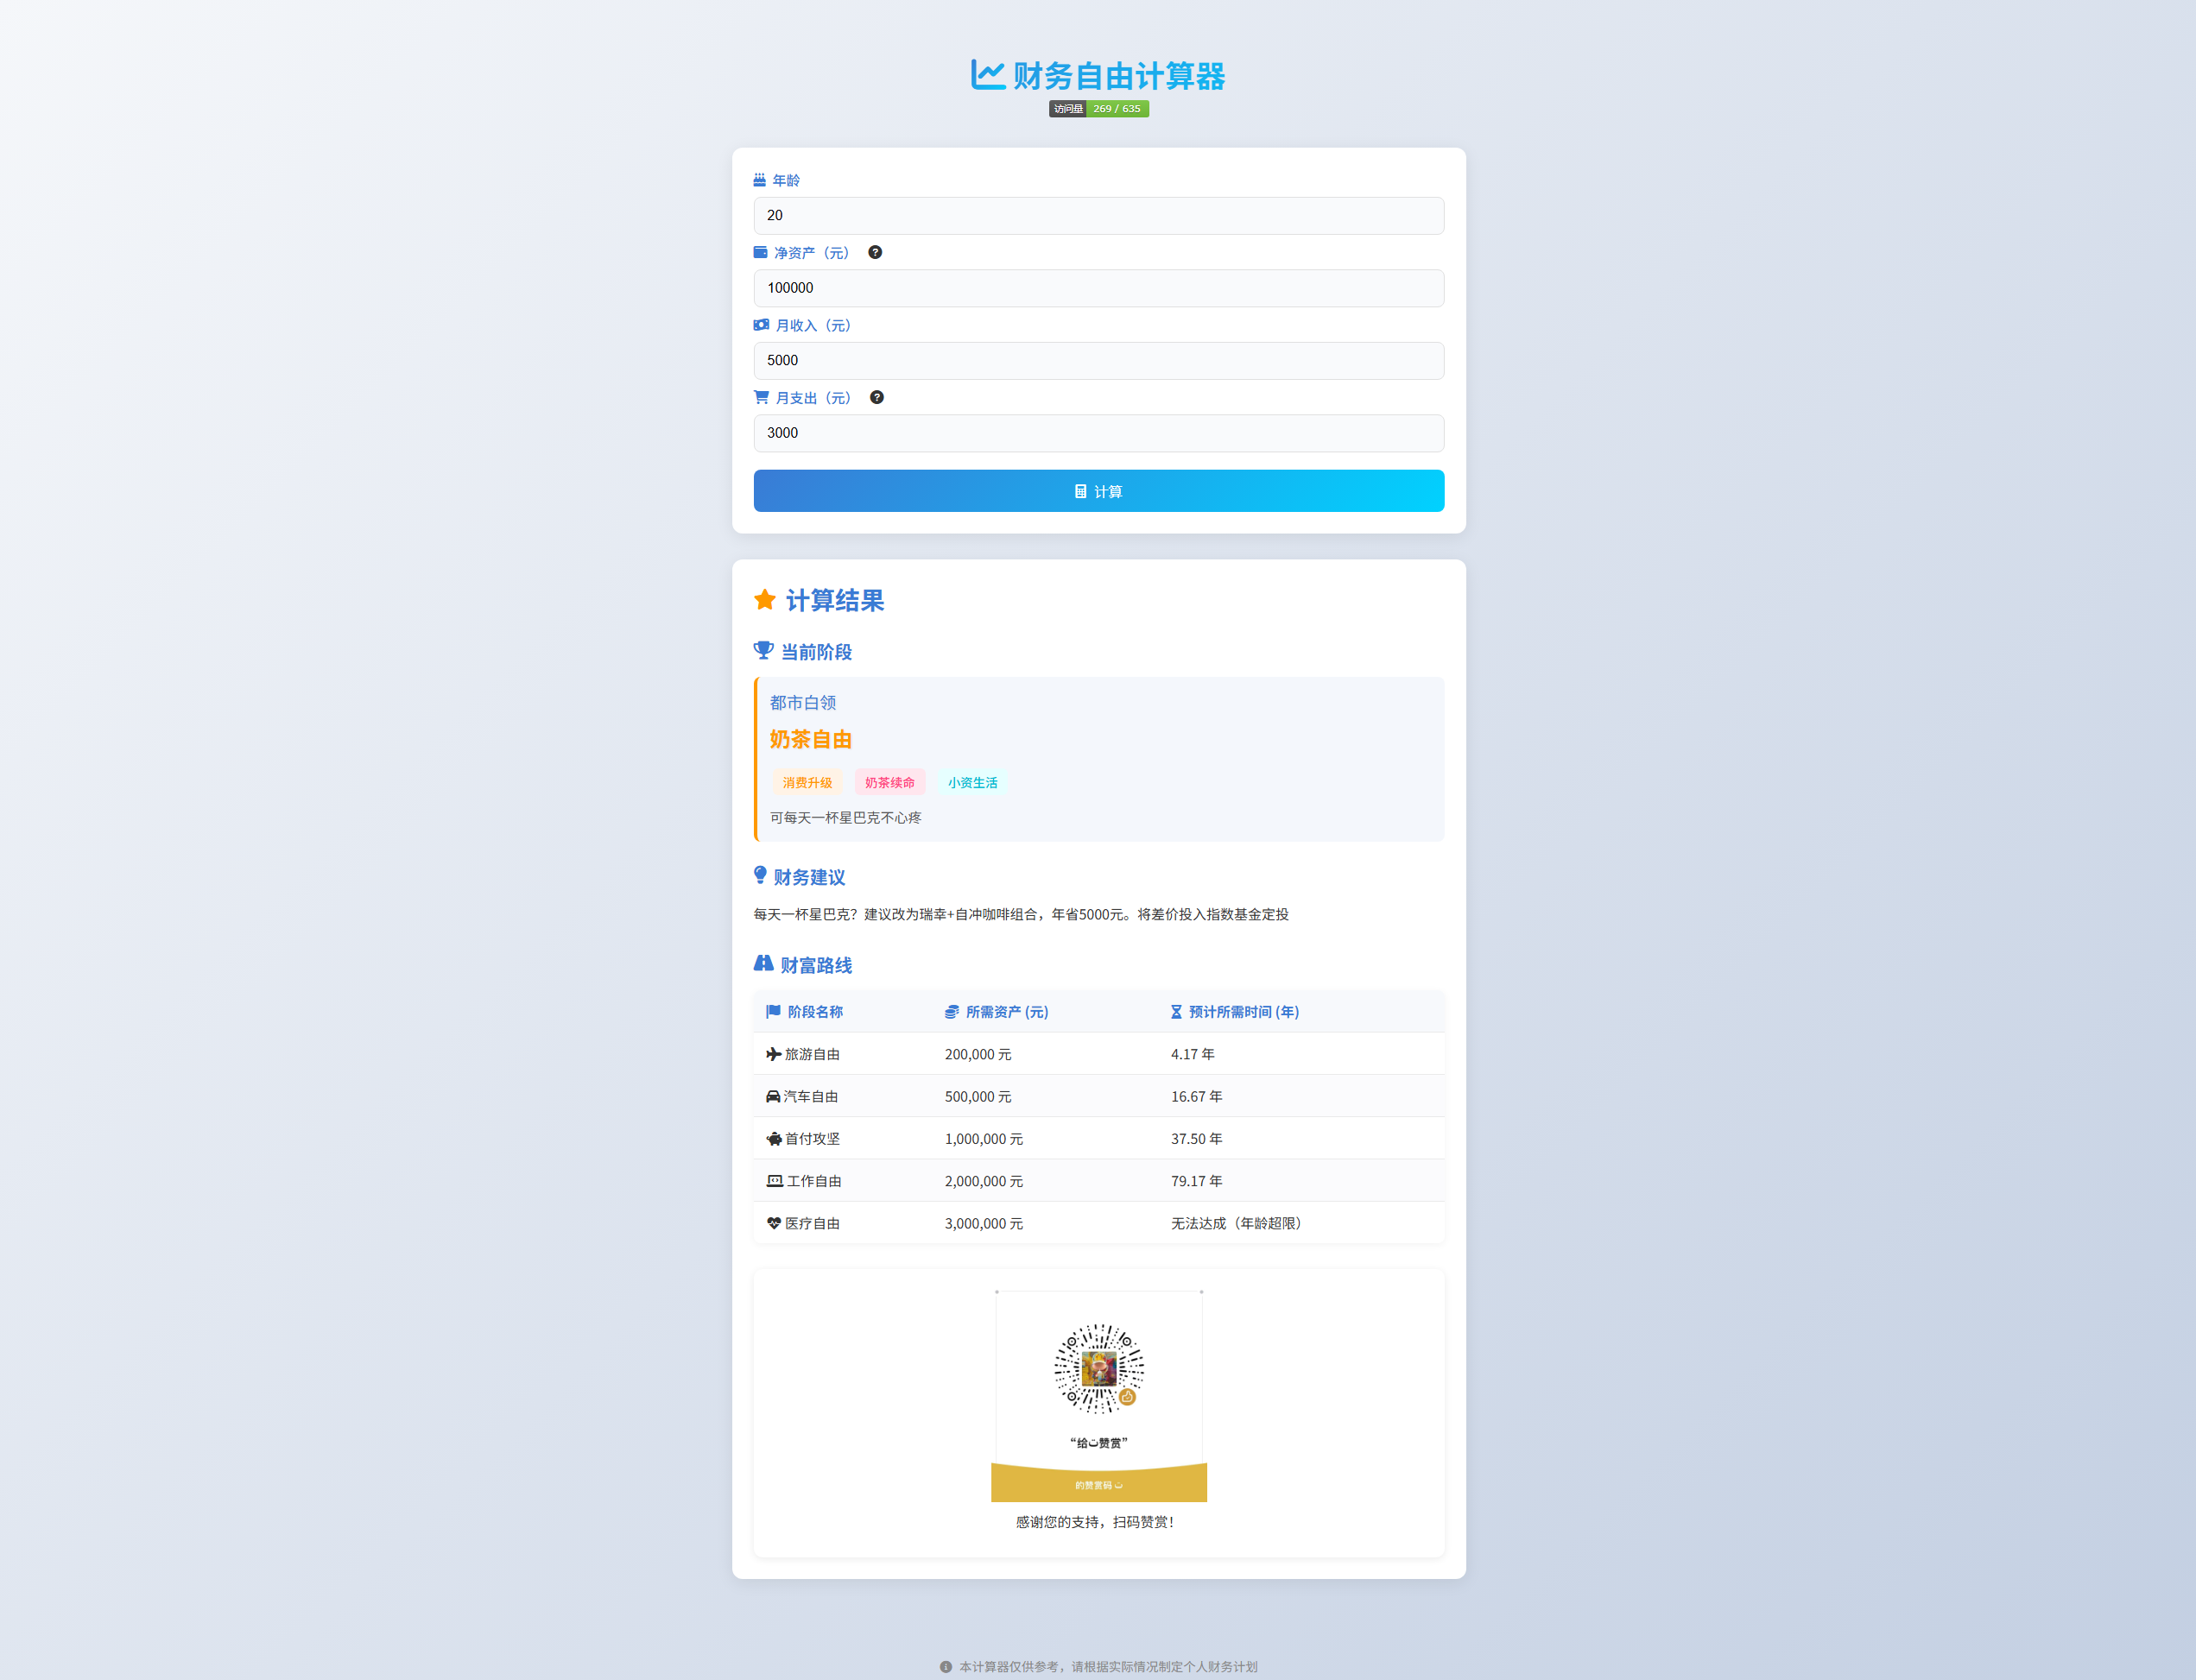 财务自由计算器
访问量 269 / 635
年龄
20
净资产（元）
100000
月收入（元）
5000
月支出（元）
3000
计算
计算结果
当前阶段
都市白领
奶茶自由
消费升级 奶茶续命 小资生活
可每天一杯星巴克不心疼
财务建议
每天一杯星巴克？建议改为瑞幸+自冲咖啡组合，年省5000元。将差价投入指数基金定投
财富路线
阶段名称 所需资产 (元) 预计所需时间 (年)
旅游自由 200,000 元 4.17 年
汽车自由 500,000 元 16.67 年
首付攻坚 1,000,000 元 37.50 年
工作自由 2,000,000 元 79.17 年
医疗自由 3,000,000 元 无法达成（年龄超限）
“给 赞赏”
的赞赏码
感谢您的支持，扫码赞赏！
本计算器仅供参考，请根据实际情况制定个人财务计划